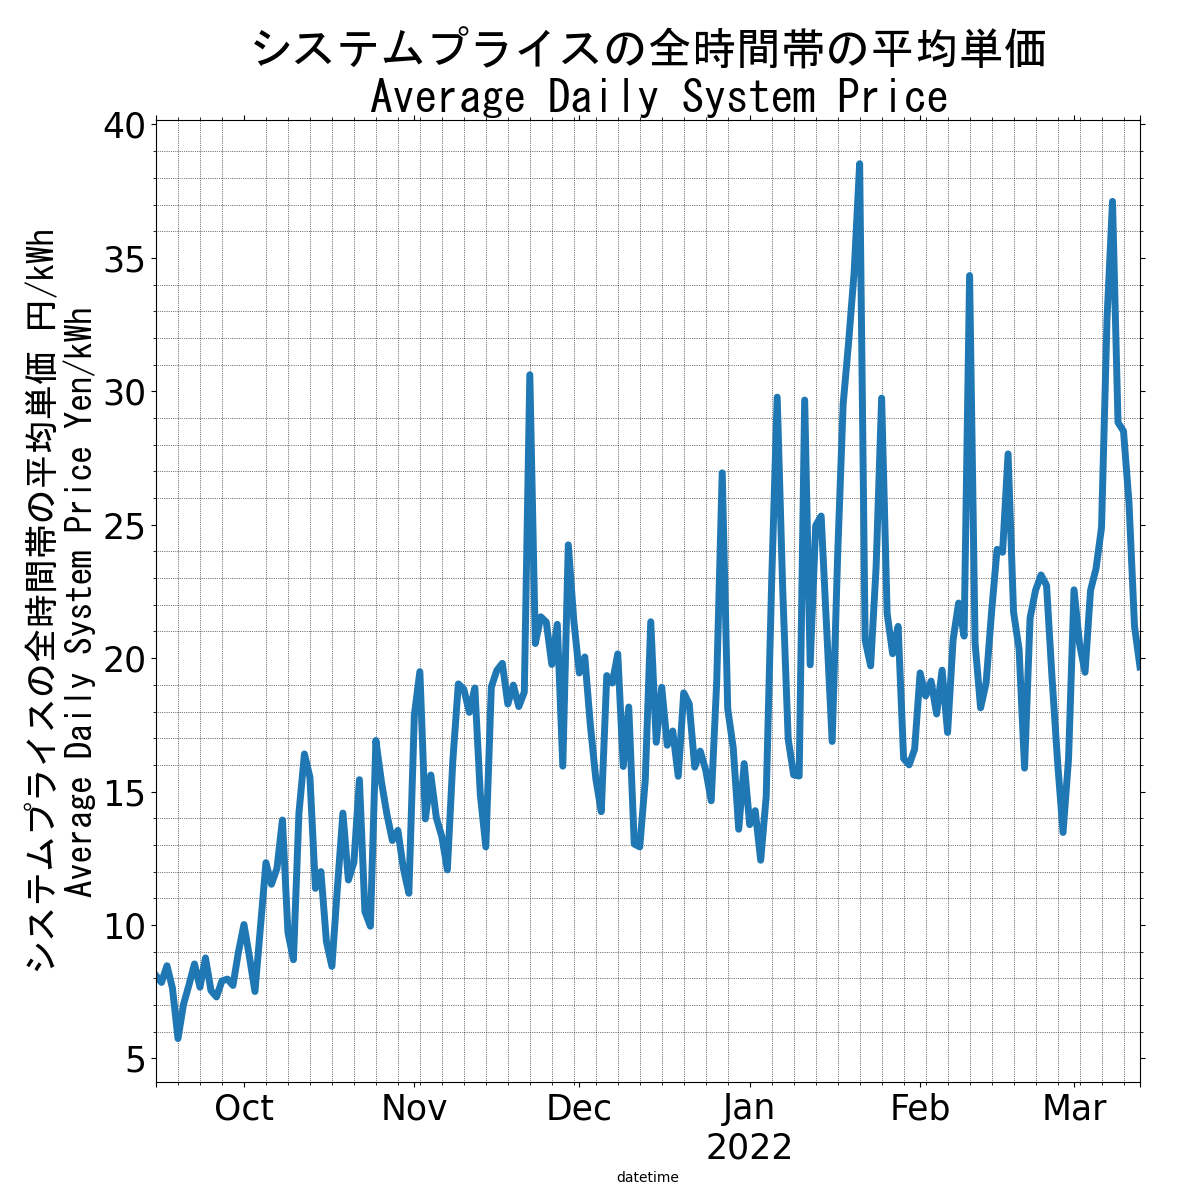 システムプライスの全時間帯の平均単価
Average Daily System Price
システムプライスの全時間帯の平均単価 円/kWh
Average Daily System Price Yen/kWh
40
35
30
25
20
15
10
5
Oct
Nov
Dec
Jan
2022
Feb
Mar
datetime